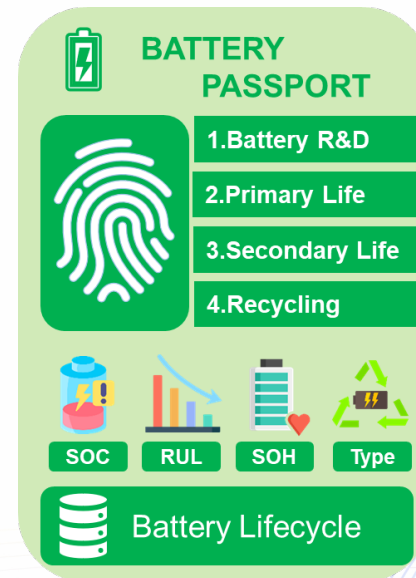 BATTERY
PASSPORT
1.Battery R&D
2.Primary Life
3.Secondary Life
4.Recycling
SOC RUL SOH Type
Battery Lifecycle